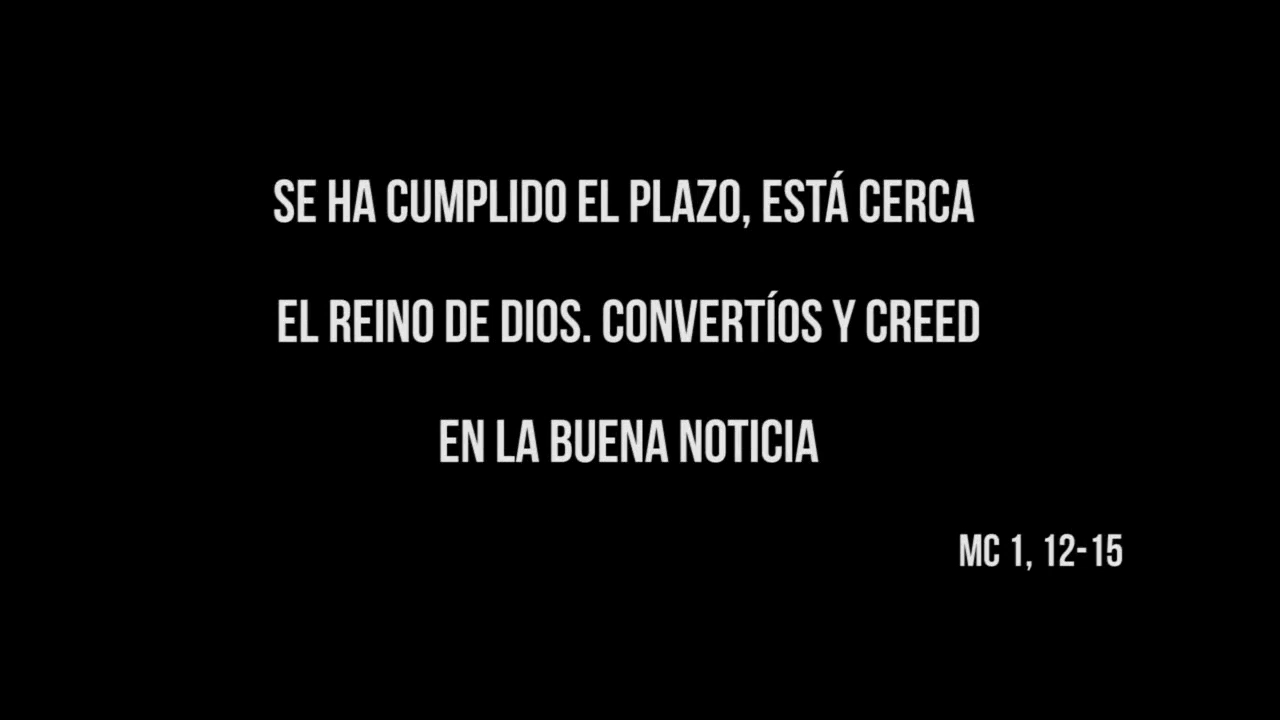 SE HA CUMPLIDO EL PLAZO, ESTÁ CERCA
EL REINO DE DIOS. CONVERTÍOS Y CREED
EN LA BUENA NOTICIA
MC 1, 12-15